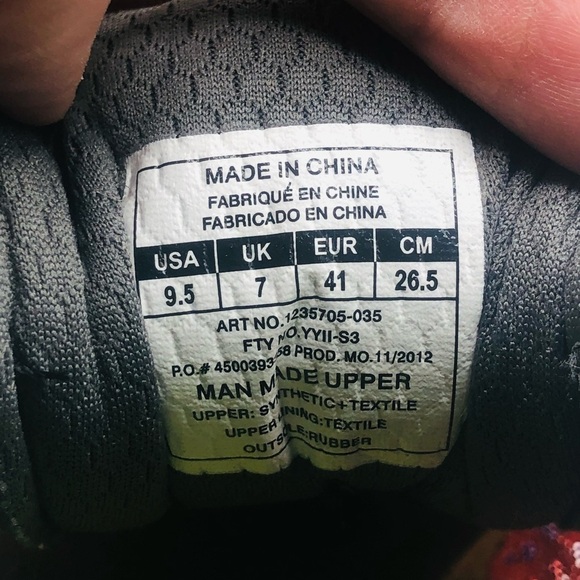 MADE IN CHINA
FABRIQUÉ EN CHINE
FABRICADO EN CHINA
USA UK EUR CM
9.5 7 41 26.5
ART NO.1235705-035
FTY NO.YYII-S3
P.O.# 4500393 58 PROD. MO.11/2012
MAN MADE UPPER
UPPER: SYNTHETIC+TEXTILE
UPPER LINING:TEXTILE
OUTSOLE:RUBBER